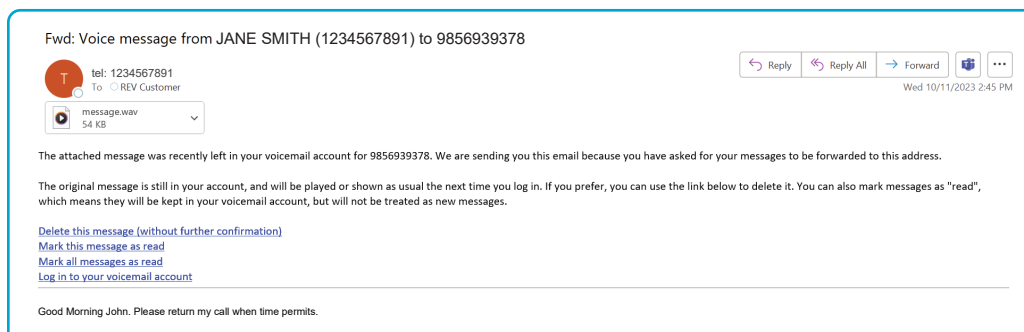 Fwd: Voice message from JANE SMITH (1234567891) to 9856939378
T
tel: 1234567891
To REV Customer
Reply Reply All Forward
Wed 10/11/2023 2:45 PM
message.wav
54 KB
The attached message was recently left in your voicemail account for 9856939378. We are sending you this email because you have asked for your messages to be forwarded to this address.
The original message is still in your account, and will be played or shown as usual the next time you log in. If you prefer, you can use the link below to delete it. You can also mark messages as "read",
which means they will be kept in your voicemail account, but will not be treated as new messages.
Delete this message (without further confirmation)
Mark this message as read
Mark all messages as read
Log in to your voicemail account
Good Morning John. Please return my call when time permits.